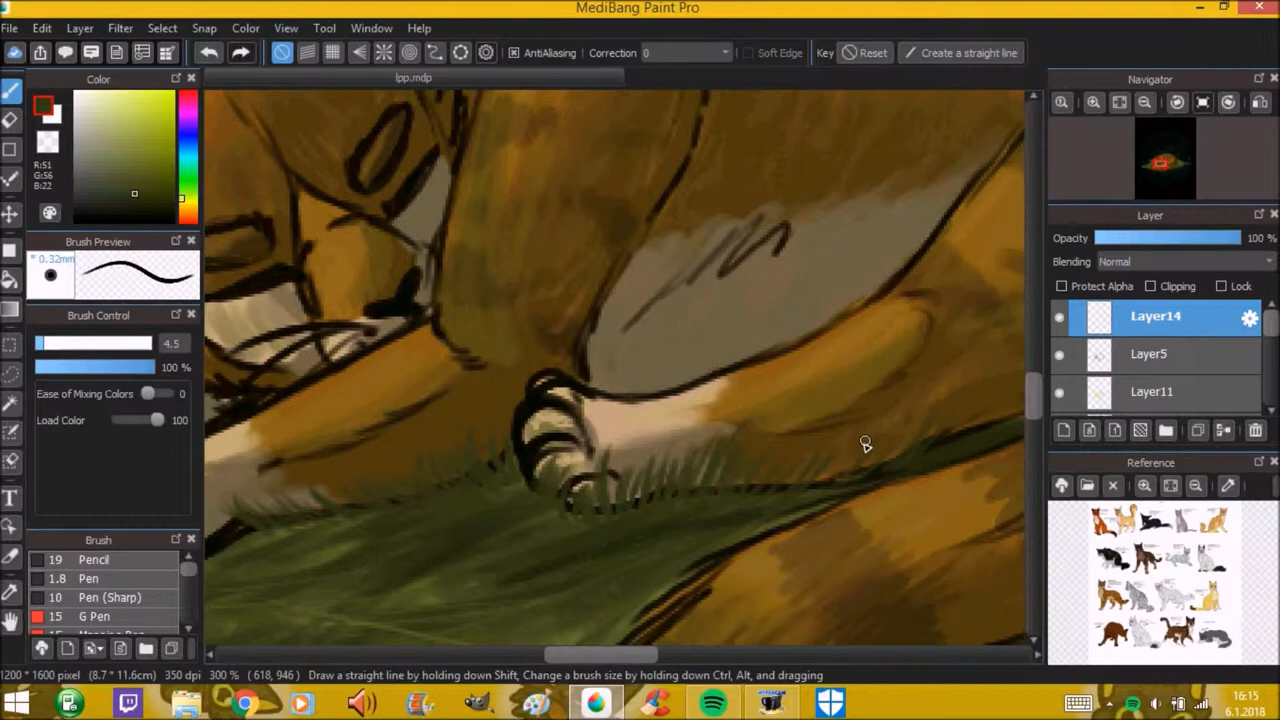 MediBang Paint Pro
File Edit Layer Filter Select Snap Color View Tool Window Help
AntiAliasing Correction 0 Soft Edge Key Reset Create a straight line
Color
lpp.mdp
Navigator
R:51
G:56
B:22
Layer
Opacity 100 %
Brush Preview
Blending Normal
* 0.32mm
Protect Alpha Clipping Lock
Brush Control
Layer14
4.5
Layer5
100 %
Ease of Mixing Colors 0
Layer11
Load Color 100
Reference
Brush
19 Pencil
1.8 Pen
10 Pen (Sharp)
15 G Pen
1200 * 1600 pixel (8.7 * 11.6cm) 350 dpi 300 % ( 618, 946 ) Draw a straight line by holding down Shift, Change a brush size by holding down Ctrl, Alt, and dragging
HYPERCAM
16:15
6.1.2018